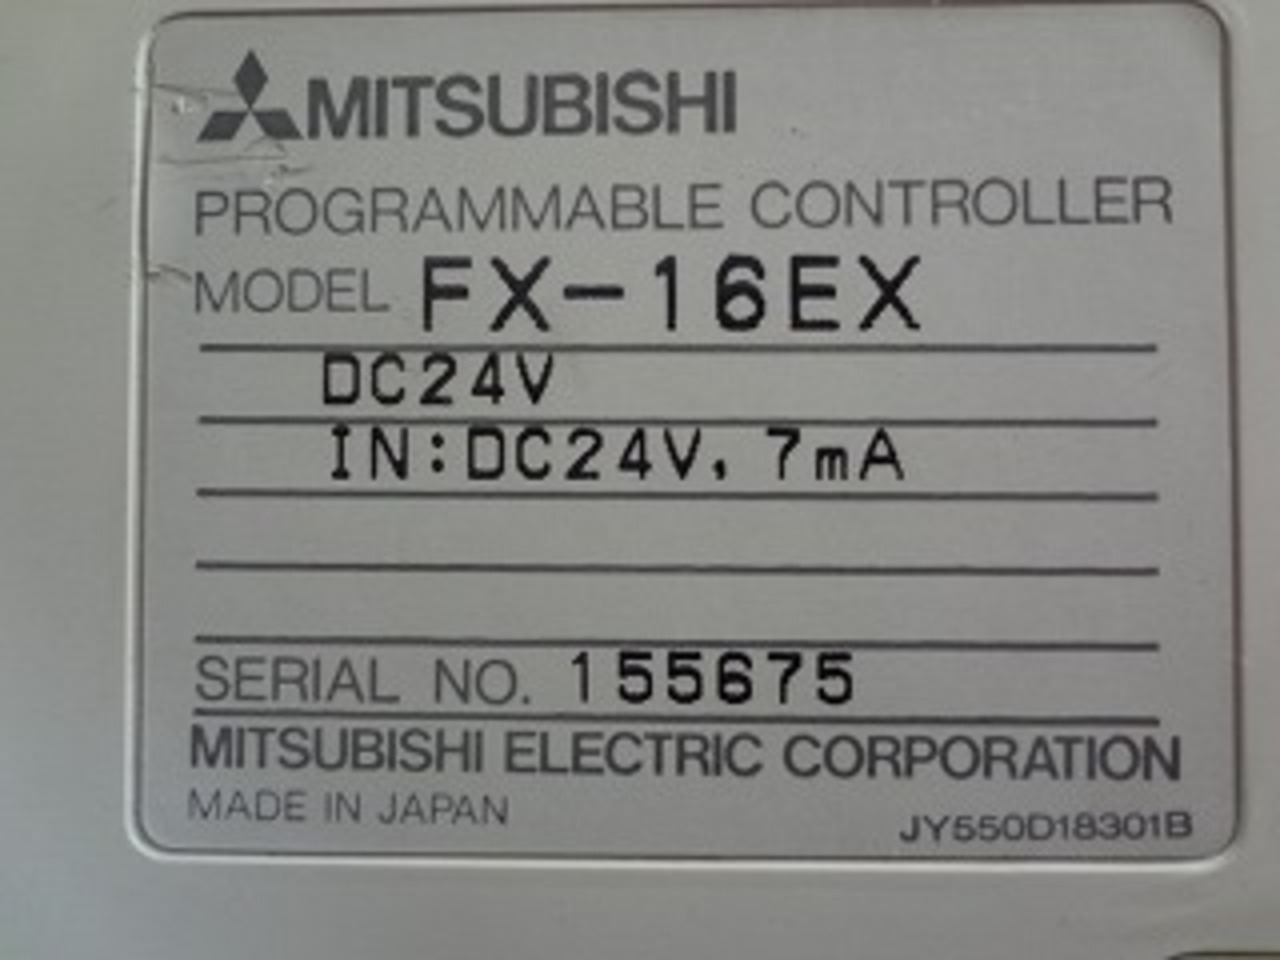 MITSUBISHI
PROGRAMMABLE CONTROLLER
MODEL FX-16EX
DC24V
IN:DC24V, 7mA
SERIAL NO. 155675
MITSUBISHI ELECTRIC CORPORATION
MADE IN JAPAN
JY550D18301B